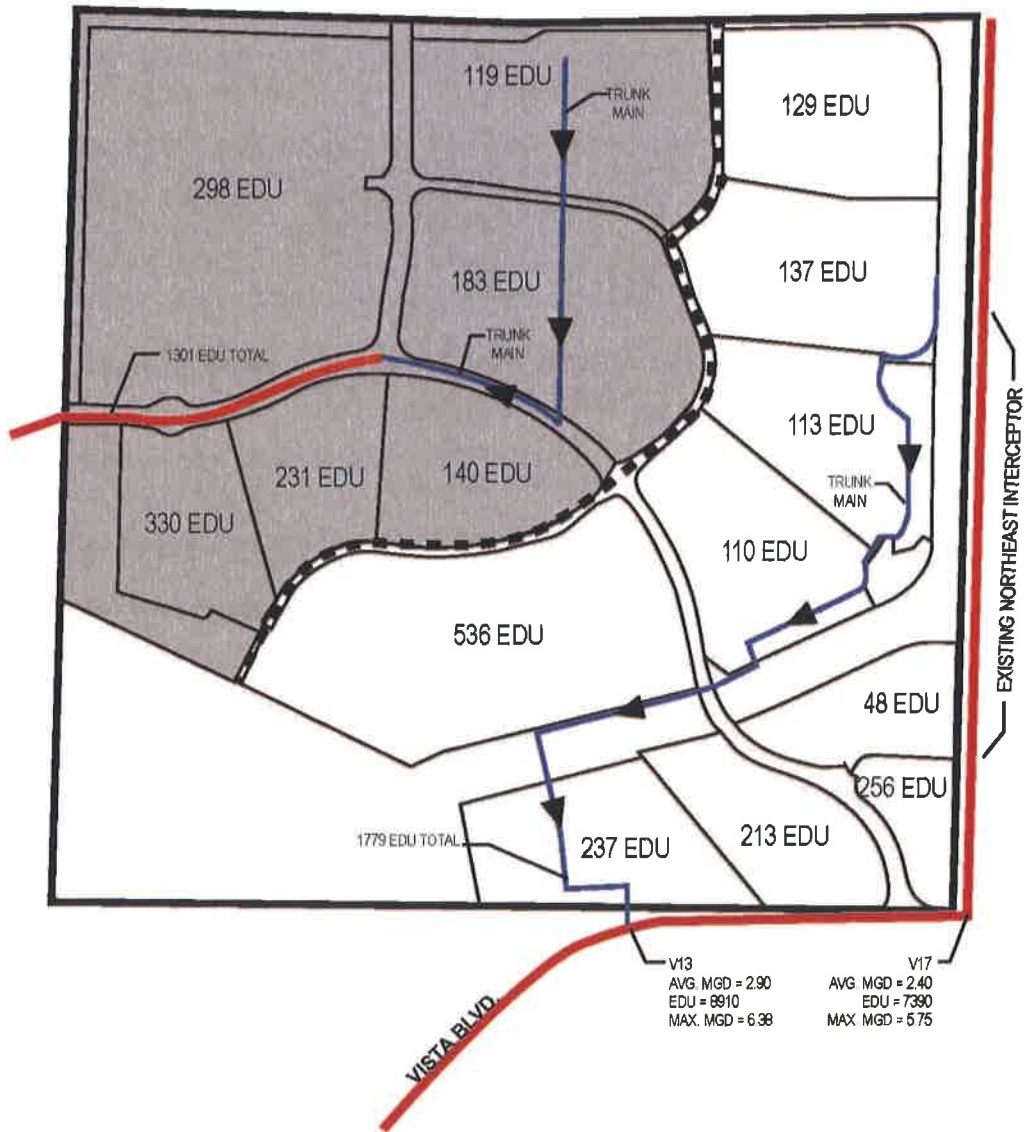 119 EDU
TRUNK
MAIN
129 EDU
298 EDU
137 EDU
183 EDU
TRUNK
MAIN
1301 EDU TOTAL
113 EDU
231 EDU
140 EDU
TRUNK
MAIN
330 EDU
110 EDU
EXISTING NORTHEAST INTERCEPTOR
536 EDU
48 EDU
256 EDU
1779 EDU TOTAL
237 EDU
213 EDU
V13
AVG. MGD = 2.90
EDU = 8910
MAX. MGD = 6.38
V17
AVG. MGD = 2.40
EDU = 7390
MAX. MGD = 5.75
VISTA BLVD.